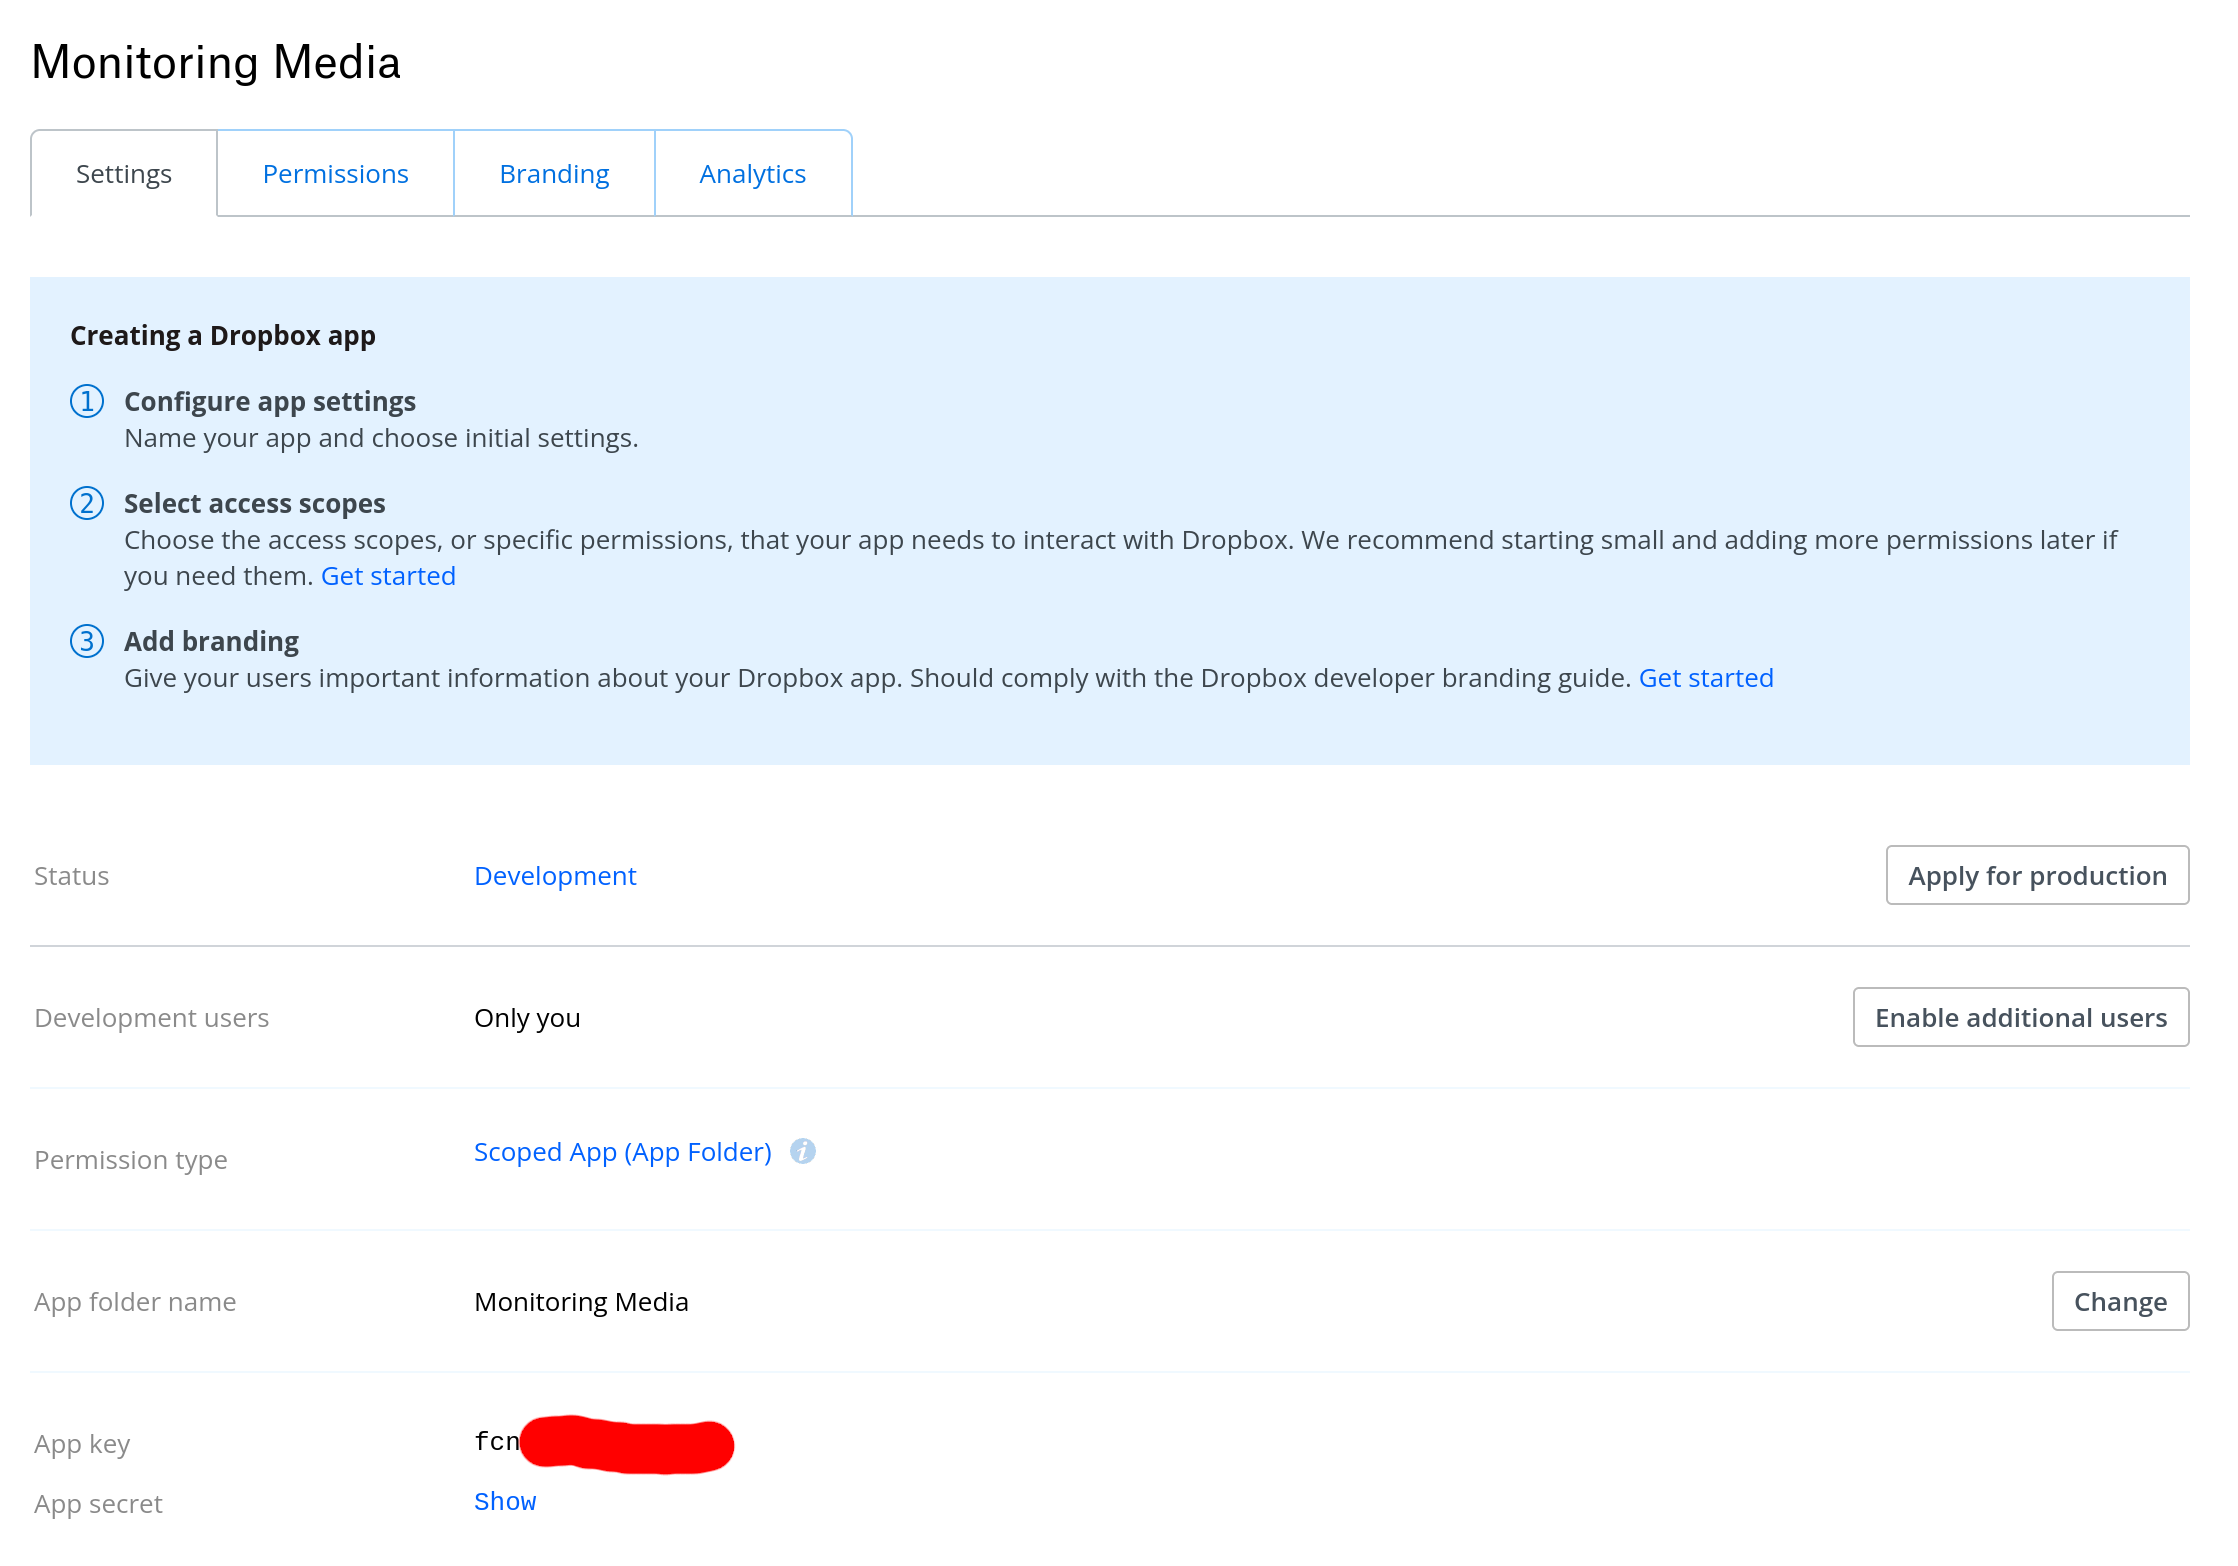 Monitoring Media
Settings
Permissions
Branding
Analytics
Creating a Dropbox app
1 Configure app settings
Name your app and choose initial settings.
2 Select access scopes
Choose the access scopes, or specific permissions, that your app needs to interact with Dropbox. We recommend starting small and adding more permissions later if
you need them. Get started
3 Add branding
Give your users important information about your Dropbox app. Should comply with the Dropbox developer branding guide. Get started
Status Development Apply for production
Development users Only you Enable additional users
Permission type Scoped App (App Folder) i
App folder name Monitoring Media Change
App key fcn
App secret Show